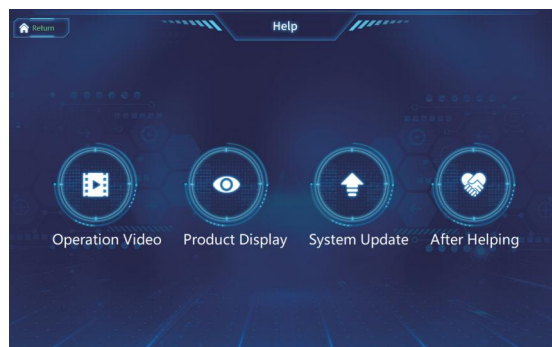 Return
Help
Operation Video
Product Display
System Update
After Helping